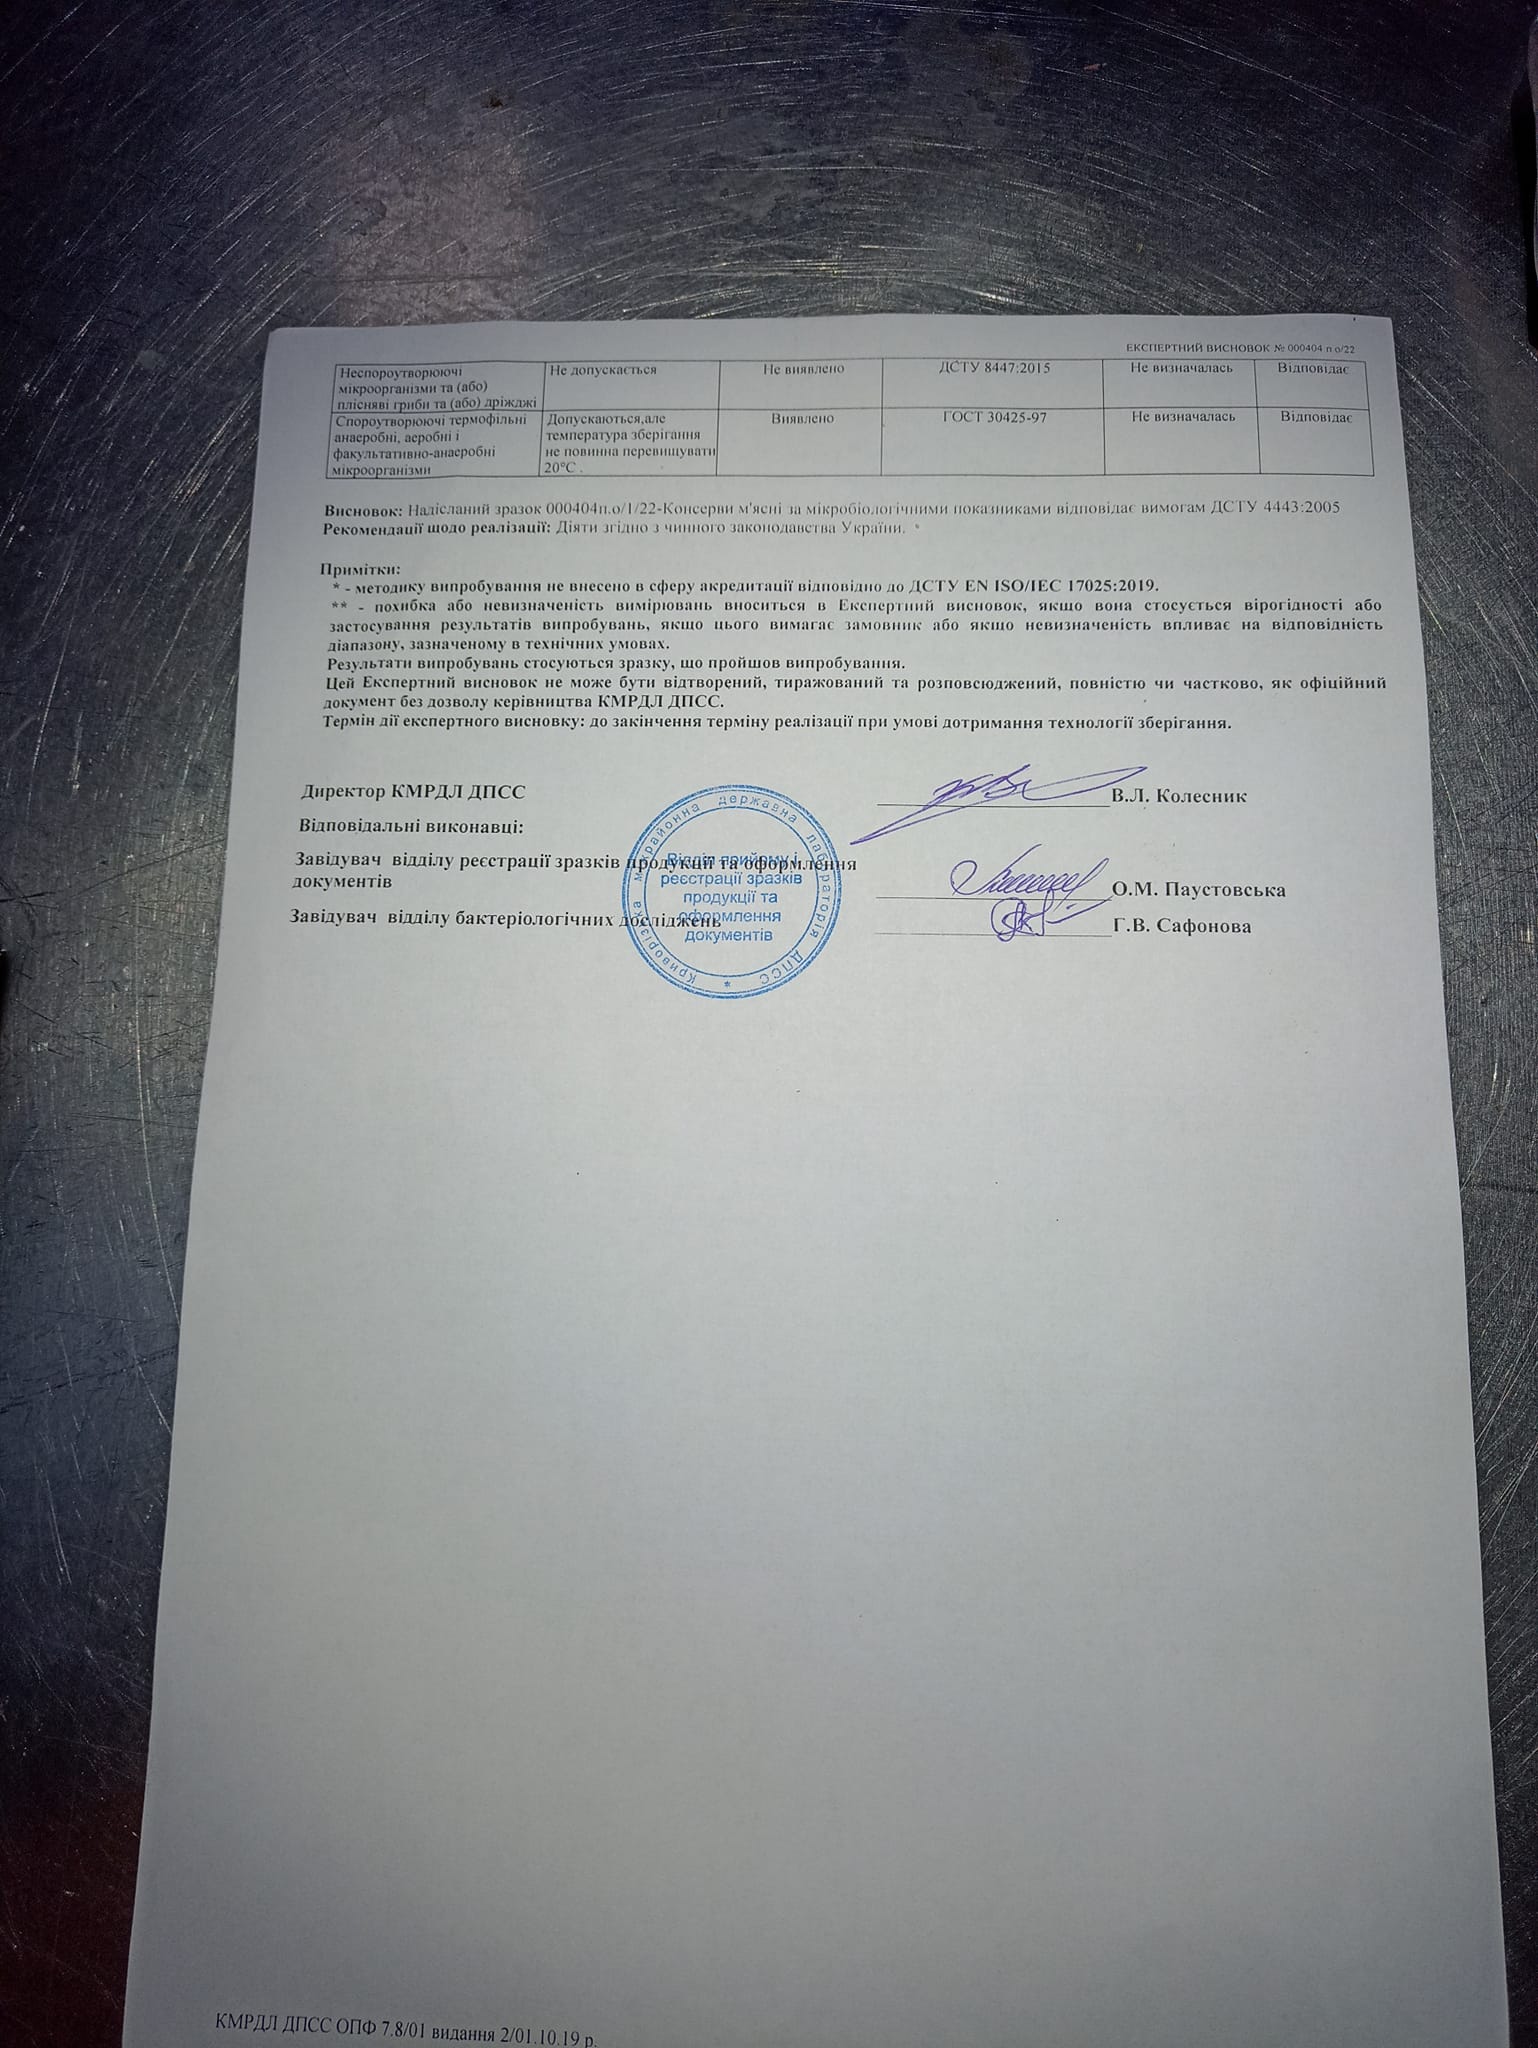 ЕКСПЕРТНИЙ ВИСНОВОК № 000404 п о/22
Неспороутворюючі мікроорганізми та (або) плісняві гриби та (або) дріжджі Не допускається Не виявлено ДСТУ 8447:2015 Не визначалась Відповідає
Спороутворюючі термофільні анаеробні, аеробні і факультативно-анаеробні мікроорганізми Допускаються,але температура зберігання не повинна перевищувати 20°С . Виявлено ГОСТ 30425-97 Не визначалась Відповідає
Висновок: Надісланий зразок 000404п.о/1/22-Консерви м'ясні за мікробіологічними показниками відповідає вимогам ДСТУ 4443:2005
Рекомендації щодо реалізації: Діяти згідно з чинного законодавства України.
Примітки:
* - методику випробування не внесено в сферу акредитації відповідно до ДСТУ EN ISO/IEC 17025:2019.
** - похибка або невизначеність вимірювань вноситься в Експертний висновок, якщо вона стосується вірогідності або
застосування результатів випробувань, якщо цього вимагає замовник або якщо невизначеність впливає на відповідність
діапазону, зазначеному в технічних умовах.
Результати випробувань стосуються зразку, що пройшов випробування.
Цей Експертний висновок не може бути відтворений, тиражований та розповсюджений, повністю чи частково, як офіційний
документ без дозволу керівництва КМРДЛ ДПСС.
Термін дії експертного висновку: до закінчення терміну реалізації при умові дотримання технології зберігання.
Директор КМРДЛ ДПСС В.Л. Колесник
Відповідальні виконавці:
Завідувач відділу реєстрації зразків продукції та оформлення
документів О.М. Паустовська
Завідувач відділу бактеріологічних досліджень Г.В. Сафонова
Криворізька міжрайонна державна лабораторія ДПСС *
Відділ прийому і
реєстрації зразків
продукції та
оформлення
документів
КМРДЛ ДПСС ОПФ 7.8/01 видання 2/01.10.19 р.